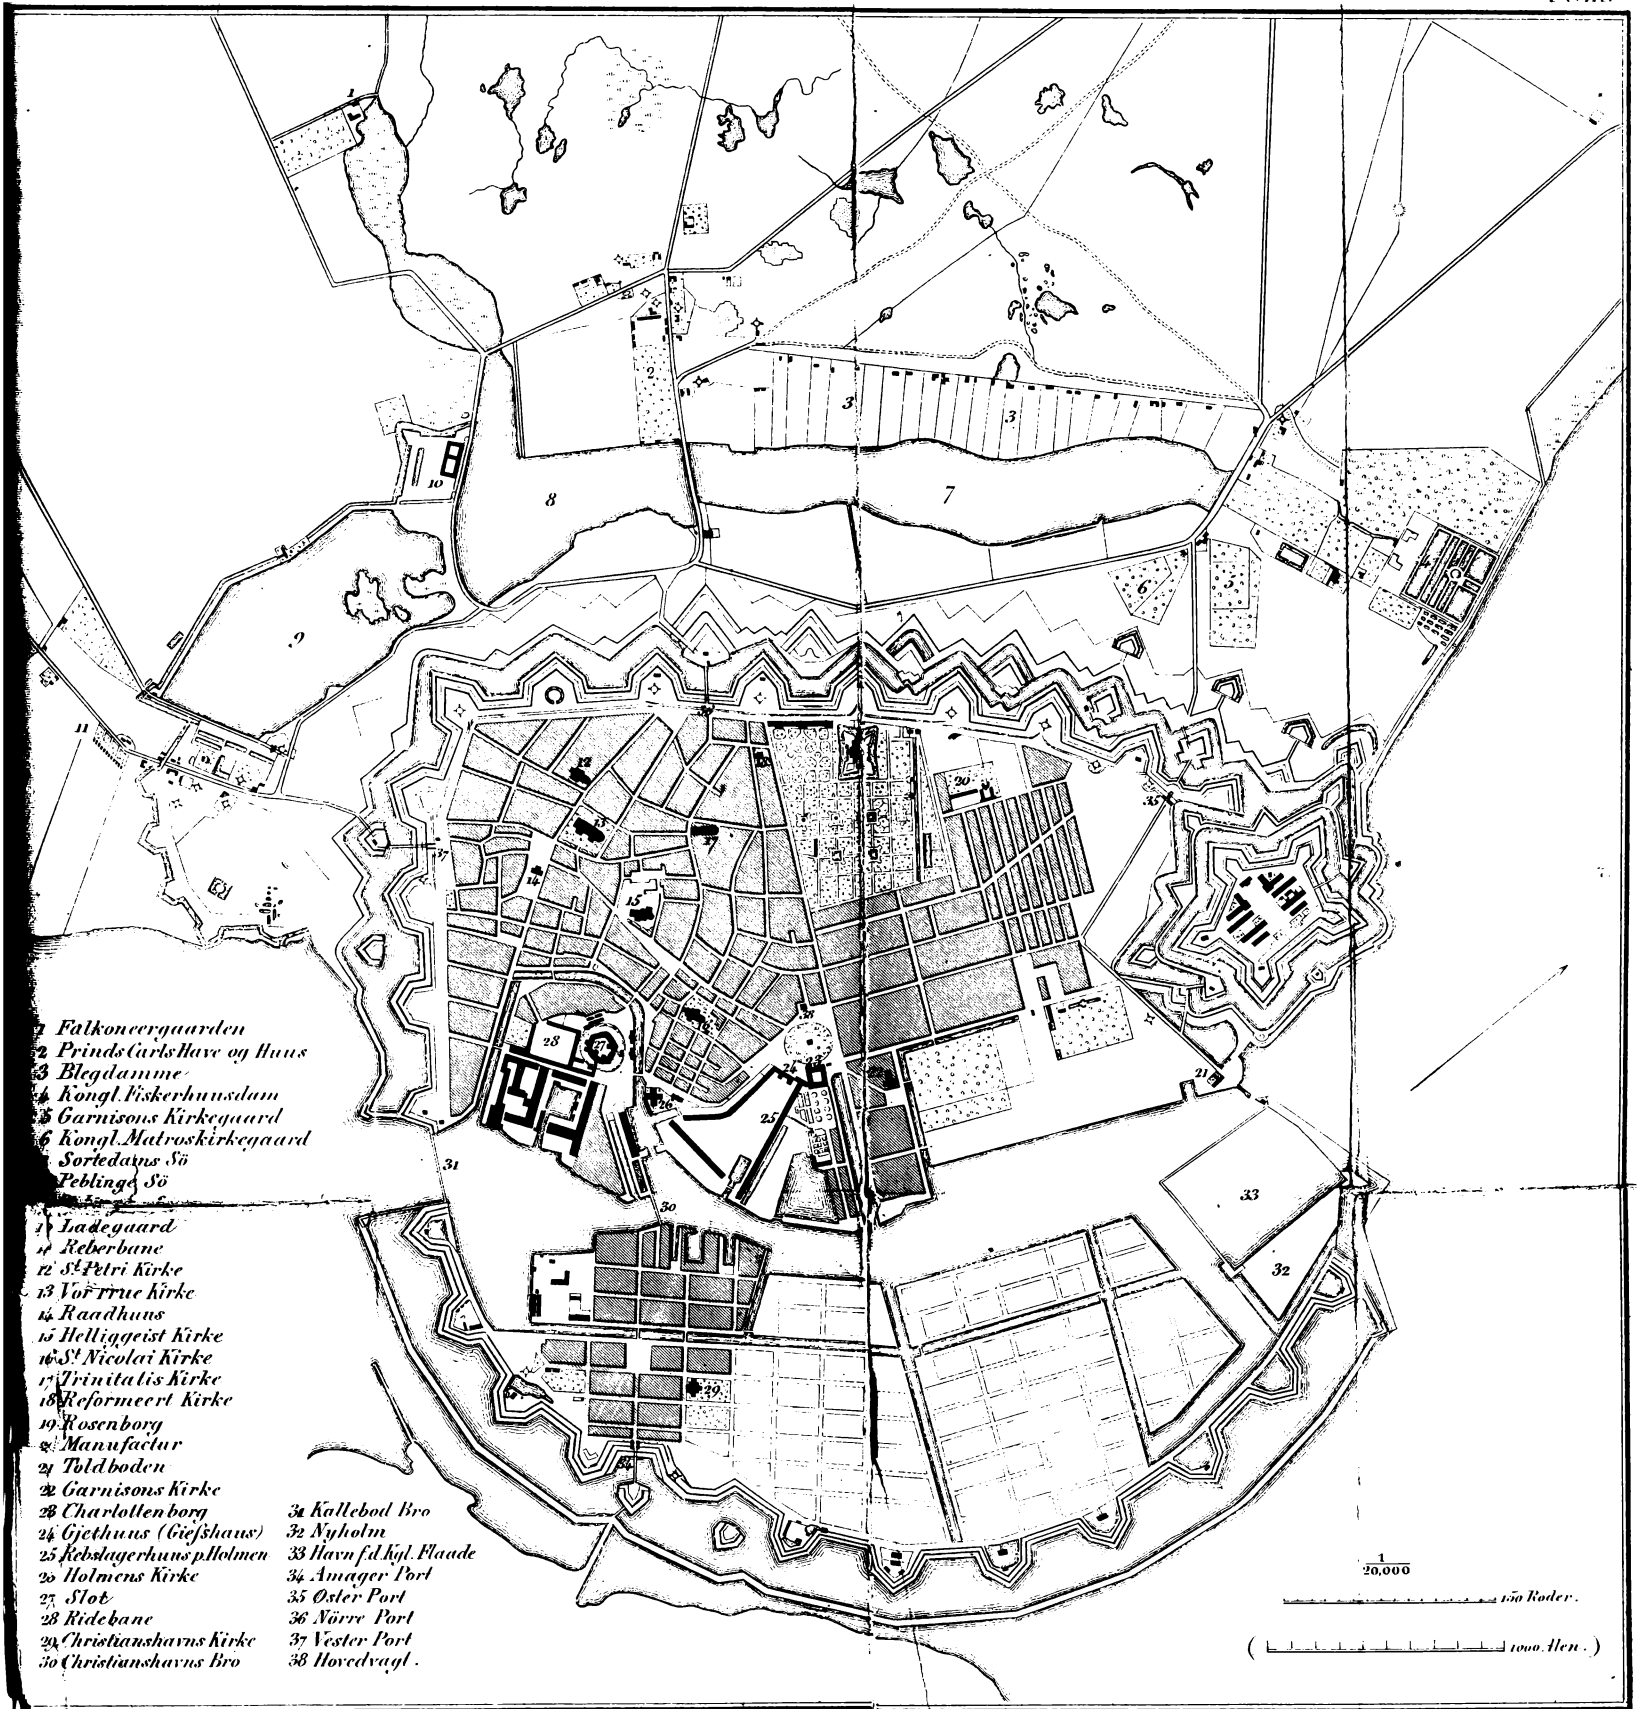 1 Falkoneergaarden
2 Prinds Carls Have og Huus
3 Blegdamme
4 Kongl. Fiskerhuusdam
5 Garnisons Kirkegaard
6 Kongl. Matroskirkegaard
Sortedams Sö
Peblinge Sö
Ladegaard
11 Reberbane
12 St. Petri Kirke
13 Vor Frue Kirke
14 Raadhuus
15 Helliggeist Kirke
16 St. Nicolai Kirke
17 Trinitatis Kirke
18 Reformeert Kirke
19 Rosenborg
Manufactur
21 Toldboden
22 Garnisons Kirke
23 Charlottenborg
24 Gjethuus (Gießhaus)
25 Rebslagerhuus p. Holmen
26 Holmens Kirke
27 Slot
28 Ridebane
29 Christianshavns Kirke
30 Christianshavns Bro
31 Kallebod Bro
32 Nyholm
33 Havn f. d. Kgl. Flaade
34 Amager Port
35 Øster Port
36 Nörre Port
37 Vester Port
38 Hovedvagt.
1
20,000
150 Roder.
( 1000 Alen. )